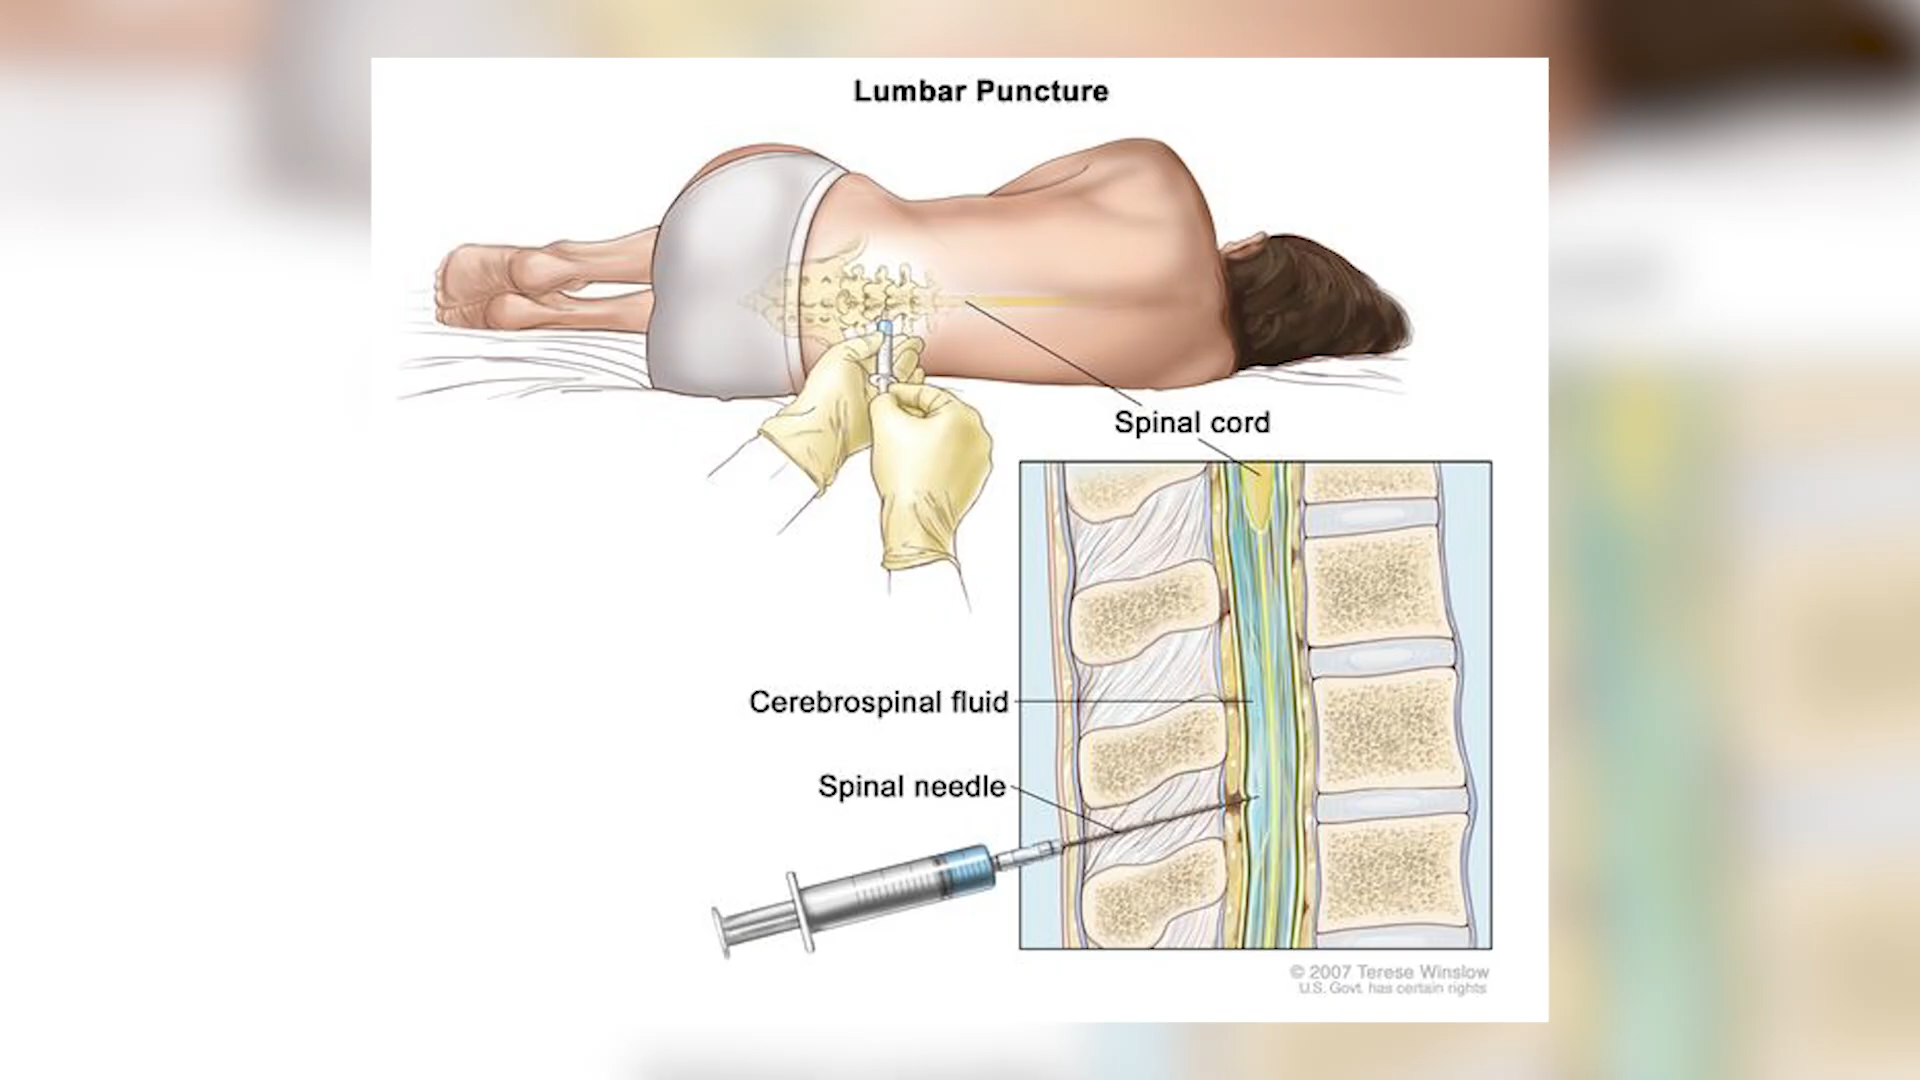 Lumbar Puncture
Spinal cord
Cerebrospinal fluid
Spinal needle
© 2007 Terese Winslow
U.S. Govt. has certain rights